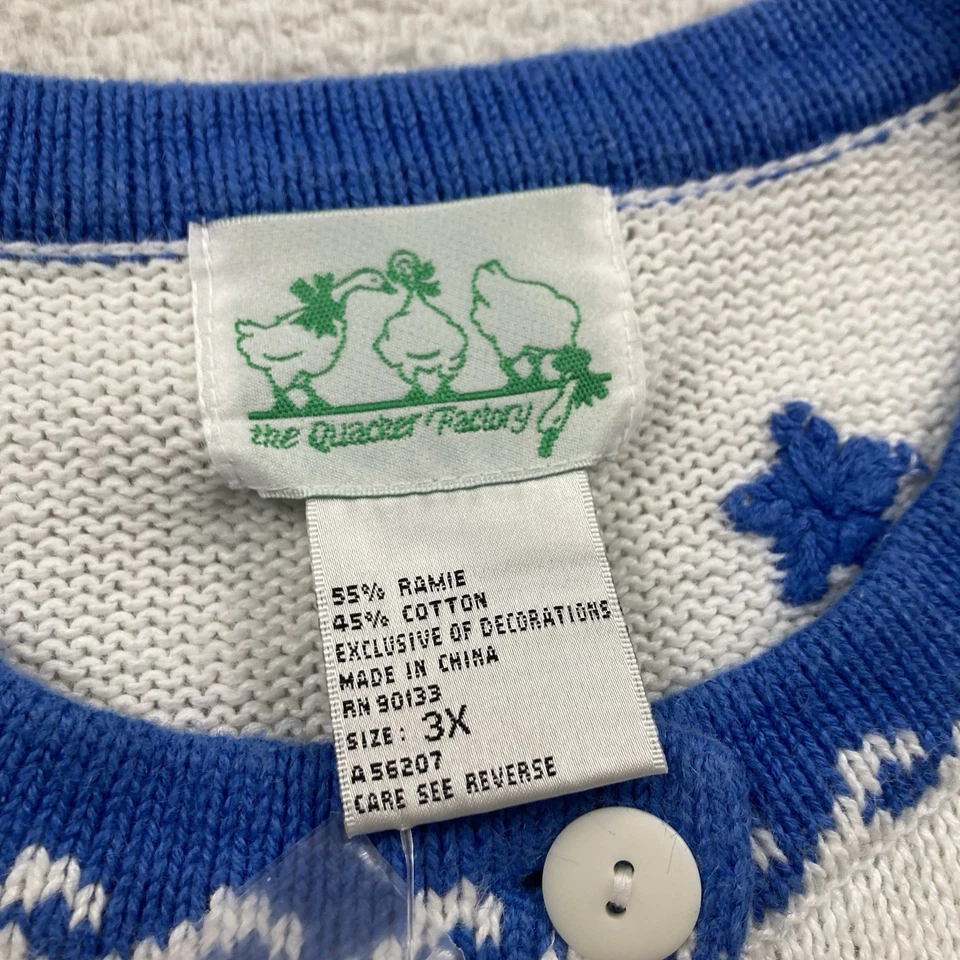 the Quacker Factory
55% RAMIE
45% COTTON
EXCLUSIVE OF DECORATIONS
MADE IN CHINA
RN 90133
SIZE: 3X
A56207
CARE SEE REVERSE